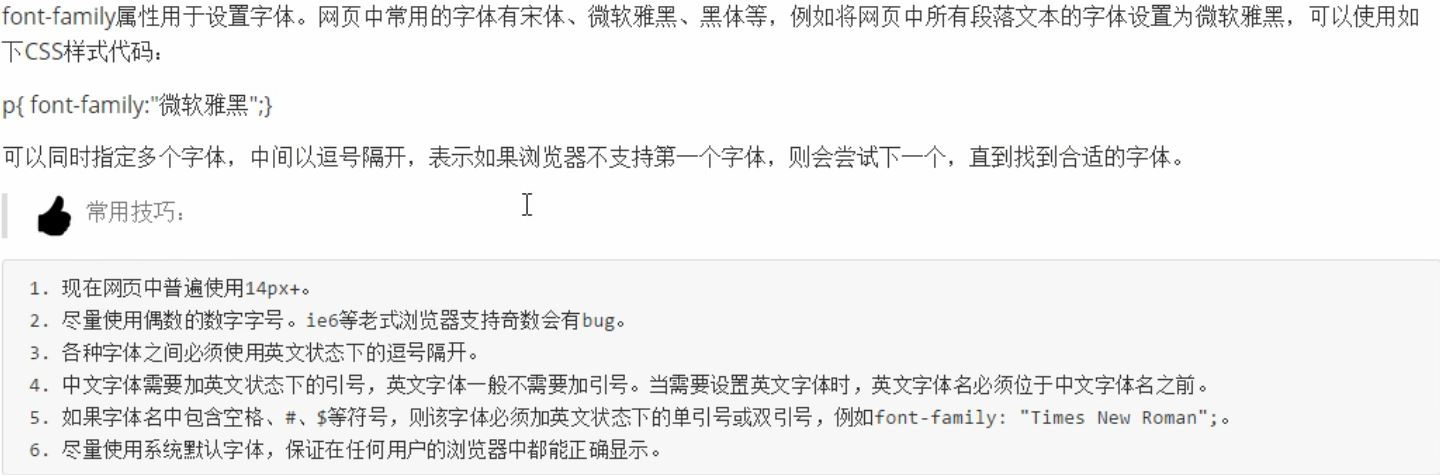 font-family属性用于设置字体。网页中常用的字体有宋体、微软雅黑、黑体等，例如将网页中所有段落文本的字体设置为微软雅黑，可以使用如
下CSS样式代码：
p{ font-family:"微软雅黑";}
可以同时指定多个字体，中间以逗号隔开，表示如果浏览器不支持第一个字体，则会尝试下一个，直到找到合适的字体。
常用技巧：
1. 现在网页中普遍使用14px+。
2. 尽量使用偶数的数字字号。ie6等老式浏览器支持奇数会有bug。
3. 各种字体之间必须使用英文状态下的逗号隔开。
4. 中文字体需要加英文状态下的引号，英文字体一般不需要加引号。当需要设置英文字体时，英文字体名必须位于中文字体名之前。
5. 如果字体名中包含空格、#、$等符号，则该字体必须加英文状态下的单引号或双引号，例如font-family: "Times New Roman";。
6. 尽量使用系统默认字体，保证在任何用户的浏览器中都能正确显示。